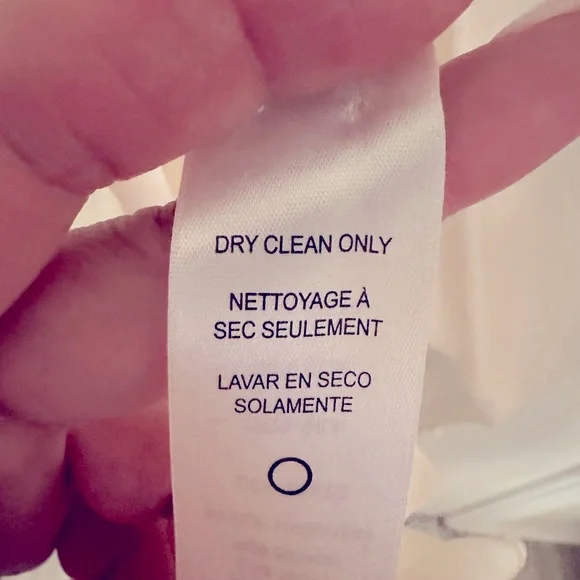 DRY CLEAN ONLY
NETTOYAGE À
SEC SEULEMENT
LAVAR EN SECO
SOLAMENTE